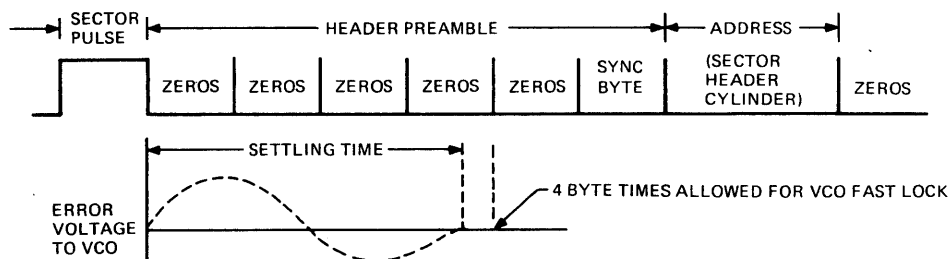 SECTOR
PULSE
HEADER PREAMBLE
ADDRESS
ZEROS
ZEROS
ZEROS
ZEROS
ZEROS
SYNC
BYTE
(SECTOR
HEADER
CYLINDER)
ZEROS
SETTLING TIME
4 BYTE TIMES ALLOWED FOR VCO FAST LOCK
ERROR
VOLTAGE
TO VCO